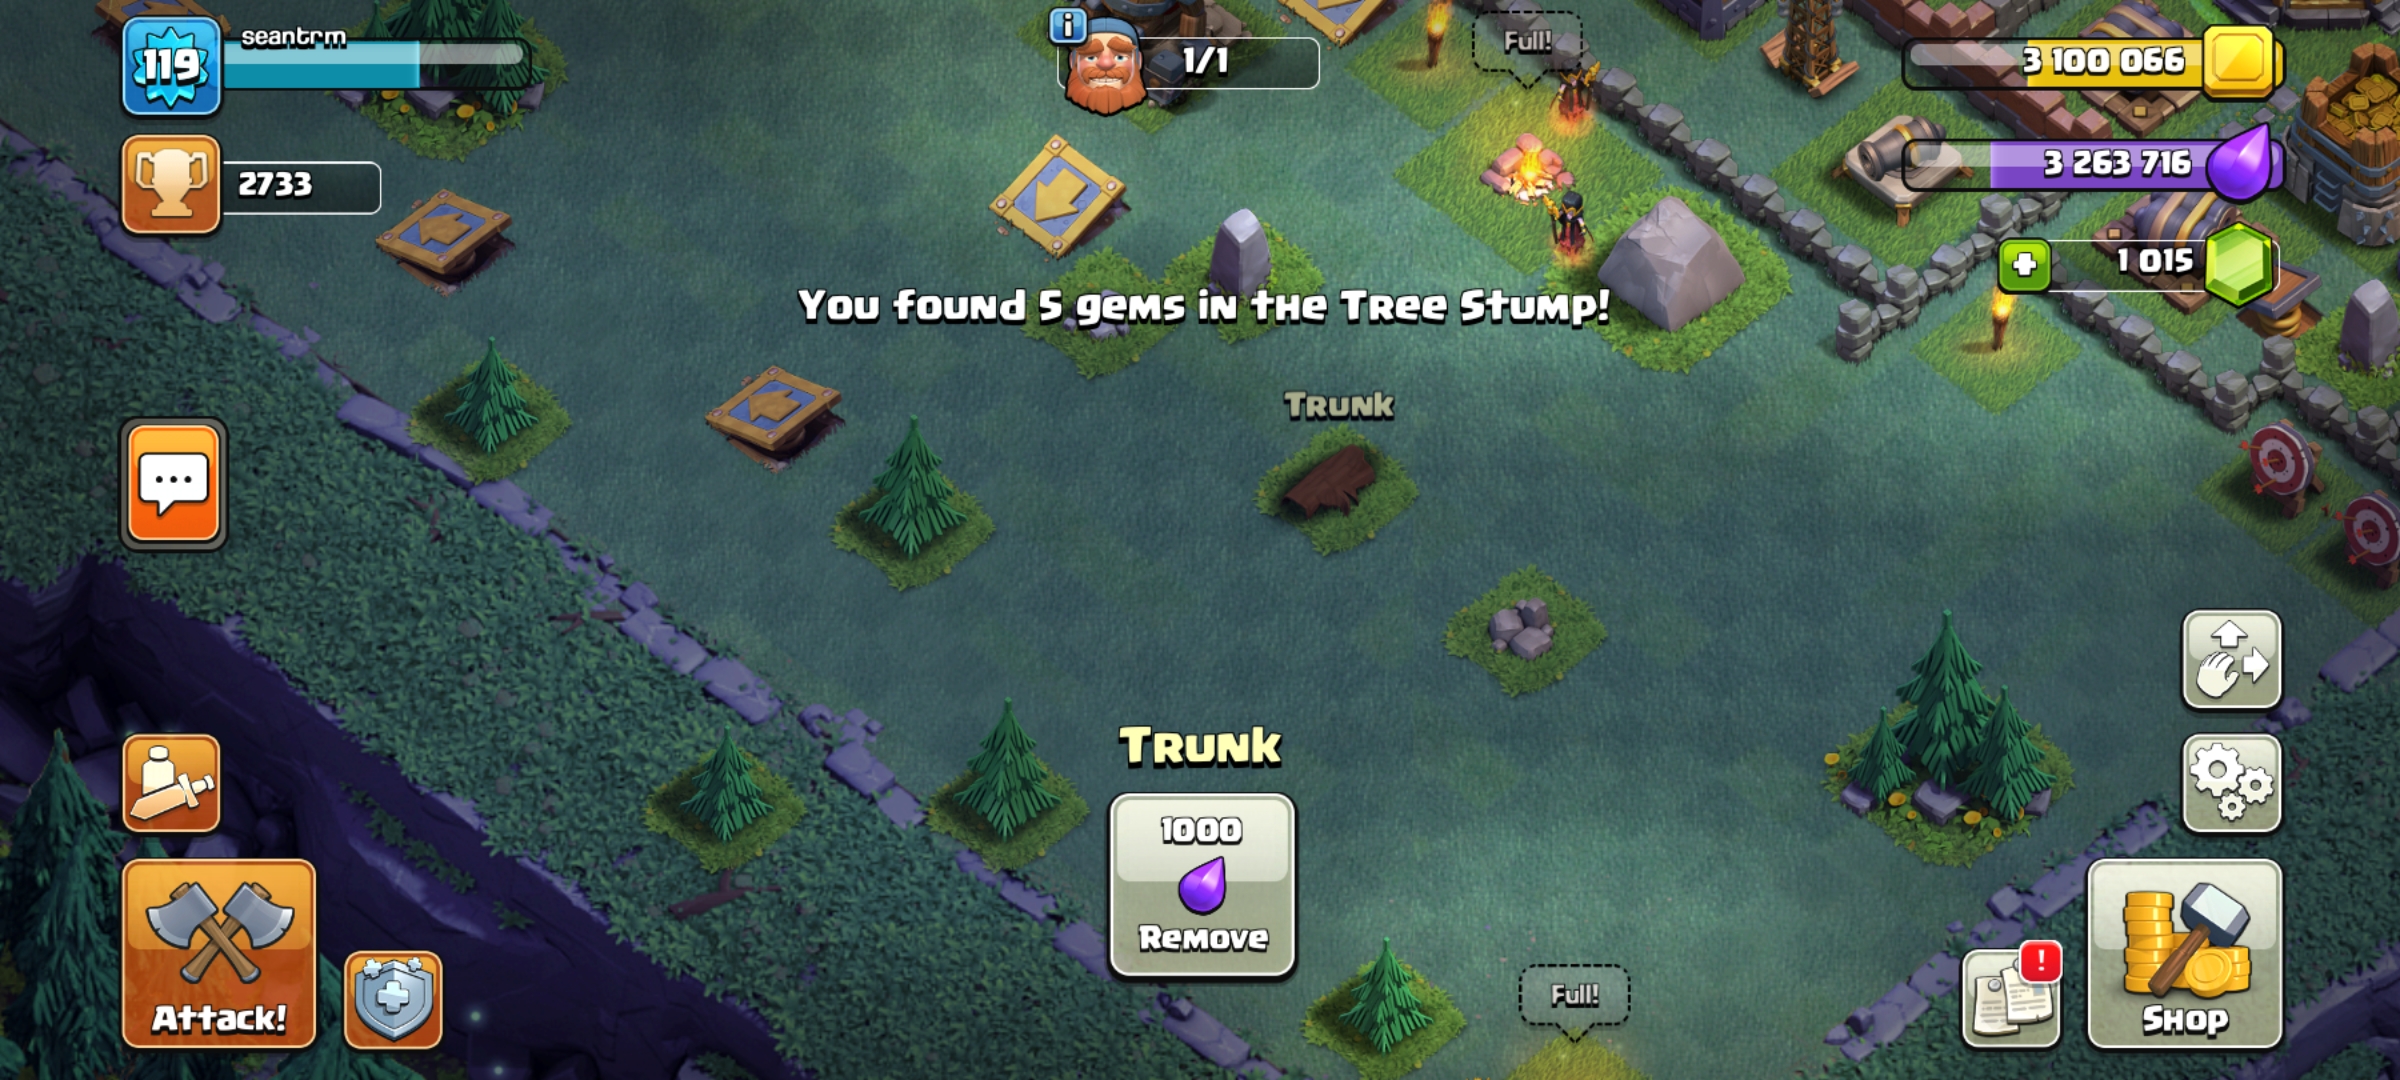 119
seantrm
i
1/1
Full!
3 100 066
2733
3 263 716
1 015
You found 5 gems in the Tree Stump!
Trunk
Trunk
1000
Remove
Attack!
Full!
!
Shop